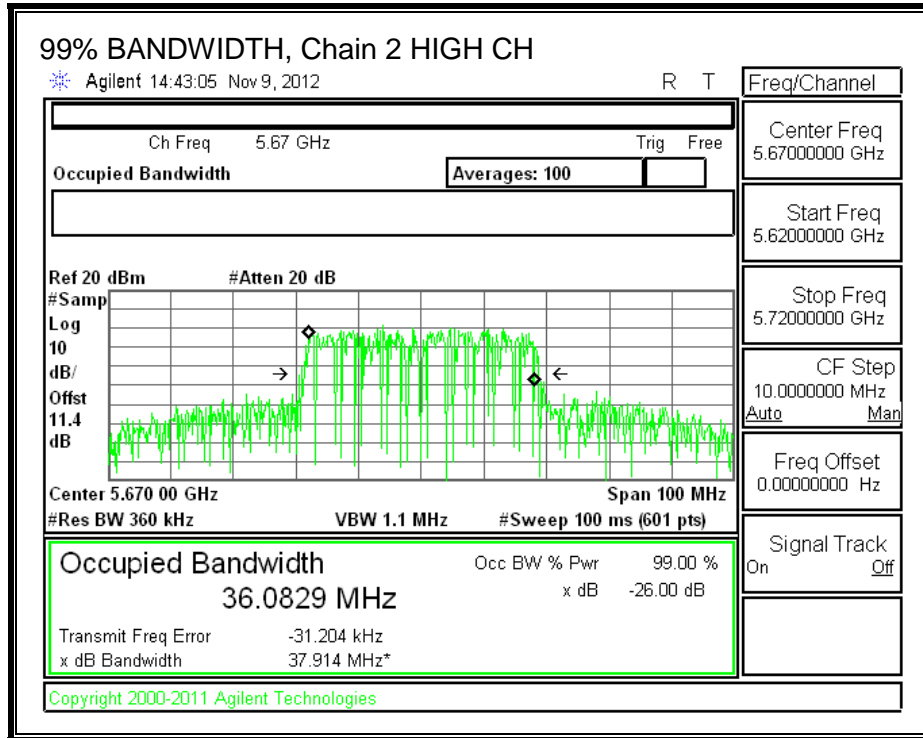 99% BANDWIDTH, Chain 2 HIGH CH
Agilent 14:43:05 Nov 9, 2012 R T
Ch Freq 5.67 GHz Trig Free
Occupied Bandwidth Averages: 100
Ref 20 dBm #Atten 20 dB
#Samp
Log
10
dB/
Offst
11.4
dB
Center 5.670 00 GHz Span 100 MHz
#Res BW 360 kHz VBW 1.1 MHz #Sweep 100 ms (601 pts)
Occupied Bandwidth Occ BW % Pwr 99.00 %
36.0829 MHz x dB -26.00 dB
Transmit Freq Error -31.204 kHz
x dB Bandwidth 37.914 MHz*
Copyright 2000-2011 Agilent Technologies
Freq/Channel
Center Freq
5.67000000 GHz
Start Freq
5.62000000 GHz
Stop Freq
5.72000000 GHz
CF Step
10.0000000 MHz
Auto Man
Freq Offset
0.00000000 Hz
Signal Track
On Off